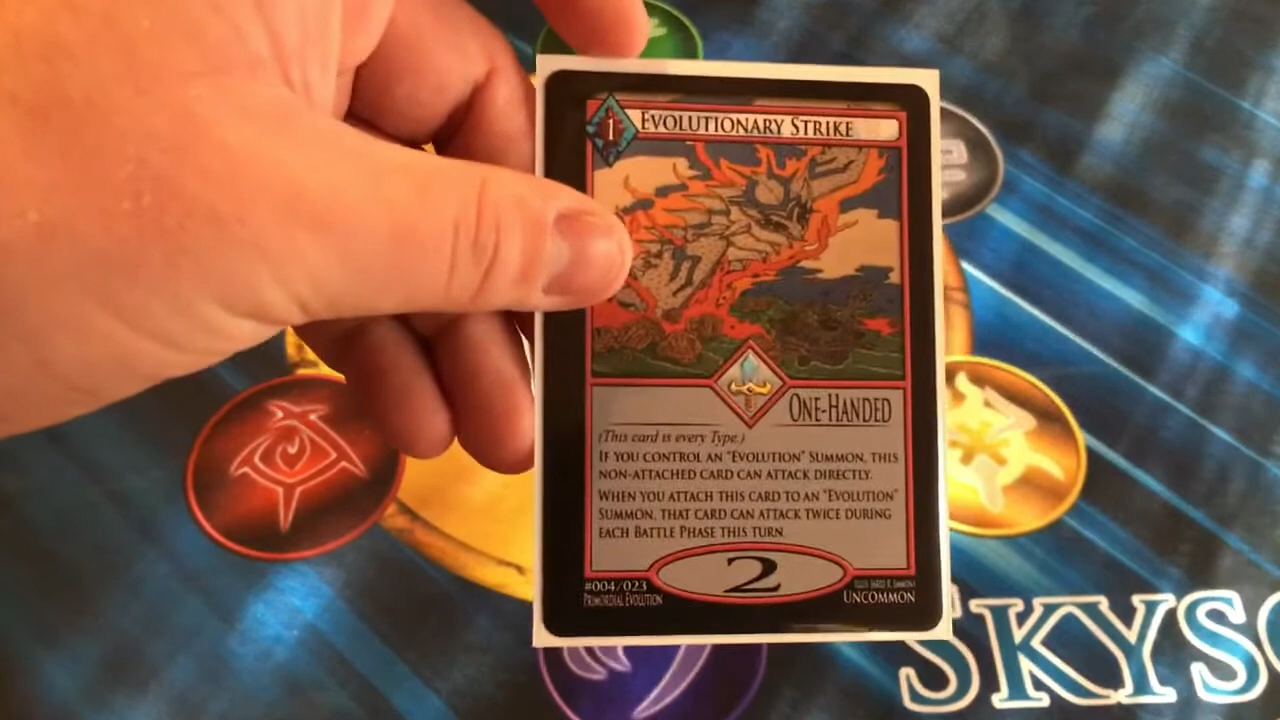 1
EVOLUTIONARY STRIKE
ONE-HANDED
(This card is every Type.)
IF YOU CONTROL AN "EVOLUTION" SUMMON, THIS
NON-ATTACHED CARD CAN ATTACK DIRECTLY.
WHEN YOU ATTACH THIS CARD TO AN "EVOLUTION"
SUMMON, THAT CARD CAN ATTACK TWICE DURING
EACH BATTLE PHASE THIS TURN.
2
#004/023
PRIMORDIAL EVOLUTION
UNCOMMON
SKYS